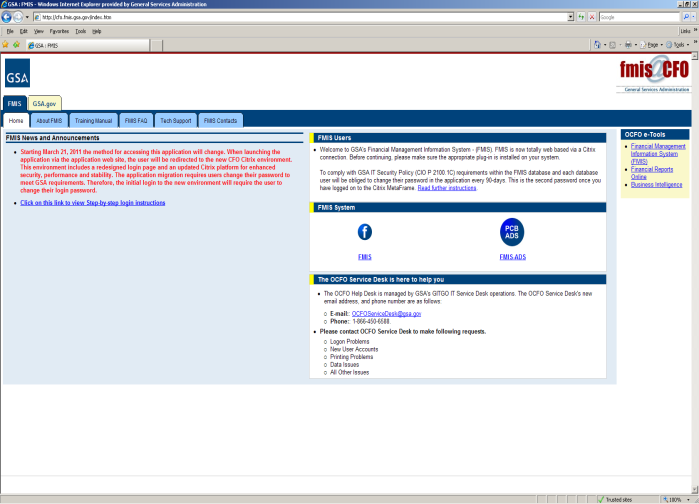 GSA : FMIS - Windows Internet Explorer provided by General Services Administration
http://cfo.fmis.gsa.gov/index.htm
Google
File Edit View Favorites Tools Help
Links
GSA : FMIS
Page Tools
GSA
fmis@CFO
General Services Administration
FMIS GSA.gov
Home About FMIS Training Manual FMIS FAQ Tech Support FMIS Contacts
FMIS News and Announcements
Starting March 21, 2011 the method for accessing this application will change. When launching the
application via the application web site, the user will be redirected to the new CFO Citrix environment.
This environment includes a redesigned login page and an updated Citrix platform for enhanced
security, performance and stability. The application migration requires users change their password to
meet GSA requirements. Therefore, the initial login to the new environment will require the user to
change their login password.
Click on this link to view Step-by-step login instructions
FMIS Users
Welcome to GSA's Financial Management Information System - (FMIS). FMIS is now totally web based via a Citrix
connection. Before continuing, please make sure the appropriate plug-in is installed on your system.
To comply with GSA IT Security Policy (CIO P 2100.1C) requirements within the FMIS database and each database
user will be obliged to change their password in the application every 90-days. This is the second password once you
have logged on to the Citrix MetaFrame. Read further instructions.
FMIS System
f
PCB
ADS
FMIS
FMIS ADS
The OCFO Service Desk is here to help you
The OCFO Help Desk is managed by GSA's GITGO IT Service Desk operations. The OCFO Service Desk's new
email address, and phone number are as follows:
E-mail: OCFOServiceDesk@gsa.gov
Phone: 1-866-450-6588.
Please contact OCFO Service Desk to make following requests.
Logon Problems
New User Accounts
Printing Problems
Data Issues
All Other Issues
OCFO e-Tools
Financial Management
Information System
(FMIS)
Financial Reports
Online
Business Intelligence
Trusted sites
100%